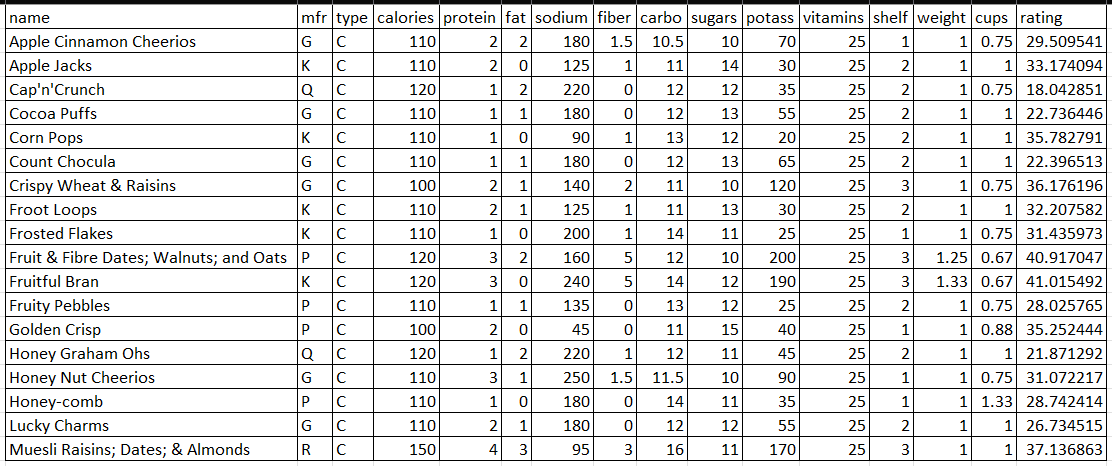 name mfr type calories protein fat sodium fiber carbo sugars potass vitamins shelf weight cups rating
Apple Cinnamon Cheerios G C 110 2 2 180 1.5 10.5 10 70 25 1 1 0.75 29.509541
Apple Jacks K C 110 2 0 125 1 11 14 30 25 2 1 1 33.174094
Cap'n'Crunch Q C 120 1 2 220 0 12 12 35 25 2 1 0.75 18.042851
Cocoa Puffs G C 110 1 1 180 0 12 13 55 25 2 1 1 22.736446
Corn Pops K C 110 1 0 90 1 13 12 20 25 2 1 1 35.782791
Count Chocula G C 110 1 1 180 0 12 13 65 25 2 1 1 22.396513
Crispy Wheat & Raisins G C 100 2 1 140 2 11 10 120 25 3 1 0.75 36.176196
Froot Loops K C 110 2 1 125 1 11 13 30 25 2 1 1 32.207582
Frosted Flakes K C 110 1 0 200 1 14 11 25 25 1 1 0.75 31.435973
Fruit & Fibre Dates; Walnuts; and Oats P C 120 3 2 160 5 12 10 200 25 3 1.25 0.67 40.917047
Fruitful Bran K C 120 3 0 240 5 14 12 190 25 3 1.33 0.67 41.015492
Fruity Pebbles P C 110 1 1 135 0 13 12 25 25 2 1 0.75 28.025765
Golden Crisp P C 100 2 0 45 0 11 15 40 25 1 1 0.88 35.252444
Honey Graham Ohs Q C 120 1 2 220 1 12 11 45 25 2 1 1 21.871292
Honey Nut Cheerios G C 110 3 1 250 1.5 11.5 10 90 25 1 1 0.75 31.072217
Honey-comb P C 110 1 0 180 0 14 11 35 25 1 1 1.33 28.742414
Lucky Charms G C 110 2 1 180 0 12 12 55 25 2 1 1 26.734515
Muesli Raisins; Dates; & Almonds R C 150 4 3 95 3 16 11 170 25 3 1 1 37.136863